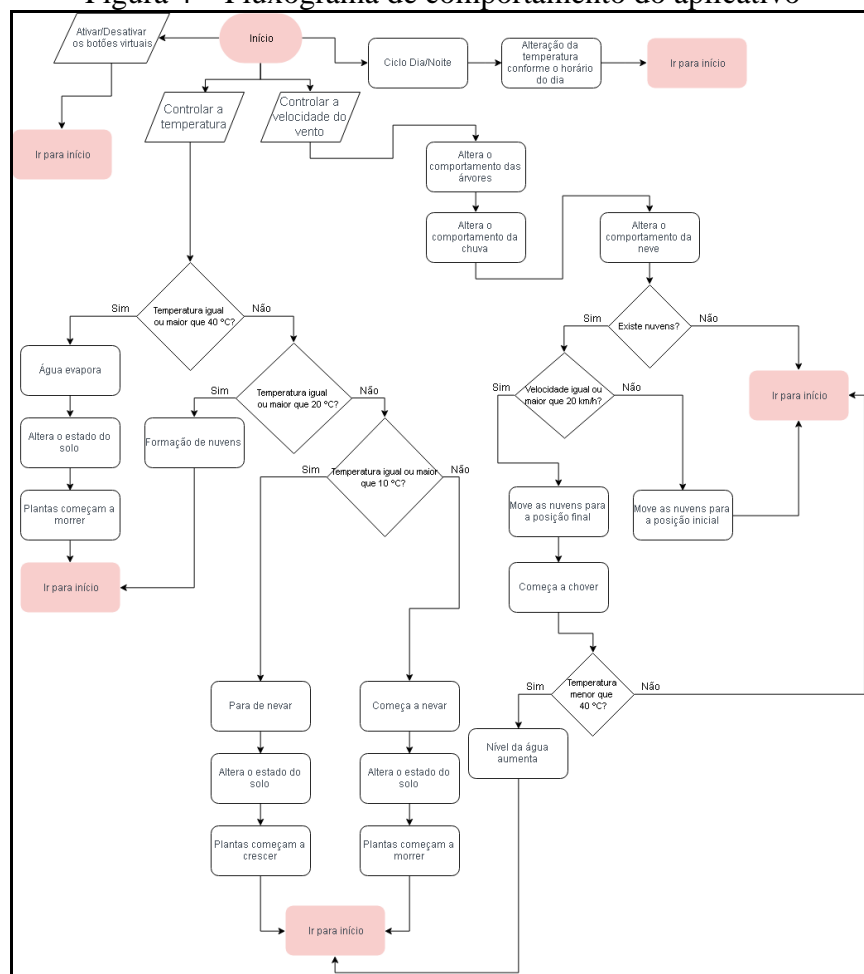 Figura 4 – Fluxograma de comportamento do aplicativo
Ativar/Desativar
os botões virtuais
Início
Ciclo Dia/Noite
Alteração da
temperatura
conforme o horário
do dia
Ir para início
Controlar a
temperatura
Controlar a
velocidade do
vento
Ir para início
Altera o
comportamento das
árvores
Altera o
comportamento da
chuva
Altera o
comportamento da
neve
Sim
Temperatura igual
ou maior que 40 ºC?
Não
Sim
Existe nuvens?
Não
Água evapora
Sim
Temperatura igual
ou maior que 20 ºC?
Não
Sim
Velocidade igual ou
maior que 20 km/h?
Não
Ir para início
Altera o estado do
solo
Formação de nuvens
Sim
Temperatura igual ou maior
que 10 ºC?
Não
Plantas começam a
morrer
Move as nuvens para
a posição final
Move as nuvens para
a posição inicial
Ir para início
Começa a chover
Para de nevar
Começa a nevar
Sim
Temperatura
menor que
40 ºC?
Não
Nível da água
aumenta
Altera o estado do
solo
Altera o estado do
solo
Plantas começam a
crescer
Plantas começam a
morrer
Ir para início